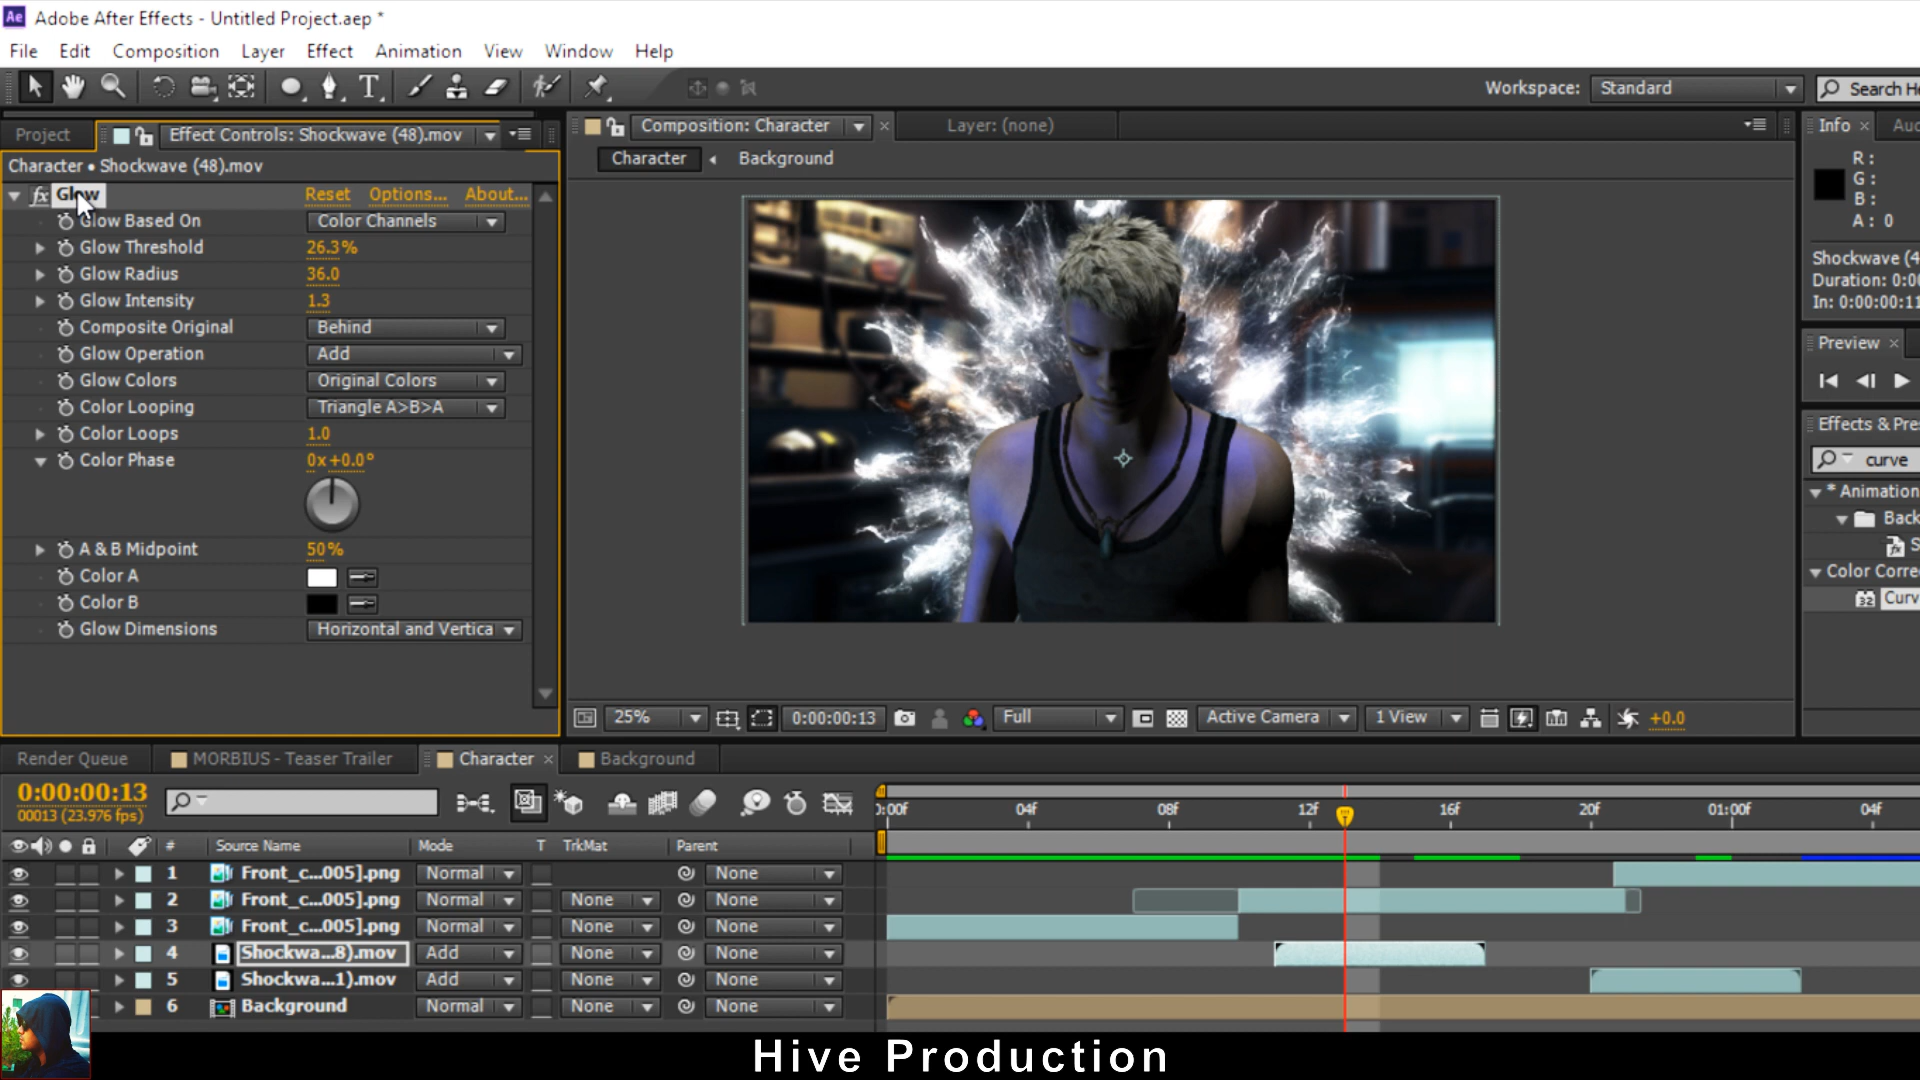 Ae Adobe After Effects - Untitled Project.aep *
File Edit Composition Layer Effect Animation View Window Help
T Workspace: Standard Search He
Project Effect Controls: Shockwave (48).mov Composition: Character Layer: (none) Info Auc
Character • Shockwave (48).mov
Character Background
fx Glow Reset Options... About...
Glow Based On Color Channels
Glow Threshold 26.3%
Glow Radius 36.0
Glow Intensity 1.3
Composite Original Behind
Glow Operation Add
Glow Colors Original Colors
Color Looping Triangle A>B>A
Color Loops 1.0
Color Phase 0x+0.0°
A & B Midpoint 50%
Color A
Color B
Glow Dimensions Horizontal and Vertica
R:
G:
B:
A: 0
Shockwave (4
Duration: 0:00
In: 0:00:00:11
Preview
Effects & Pre
curve
* Animation
Back
S
Color Corre
32 Curv
25% 0:00:00:13 Full Active Camera 1 View +0.0
Render Queue MORBIUS - Teaser Trailer Character Background
0:00:00:13
00013 (23.976 fps)
0:00f 04f 08f 12f 16f 20f 01:00f 04f
# Source Name Mode T TrkMat Parent
1 Front_c...005].png Normal None
2 Front_c...005].png Normal None None
3 Front_c...005].png Normal None None
4 Shockwa...8).mov Add None None
5 Shockwa...1).mov Add None None
6 Background Normal None None
Hive Production